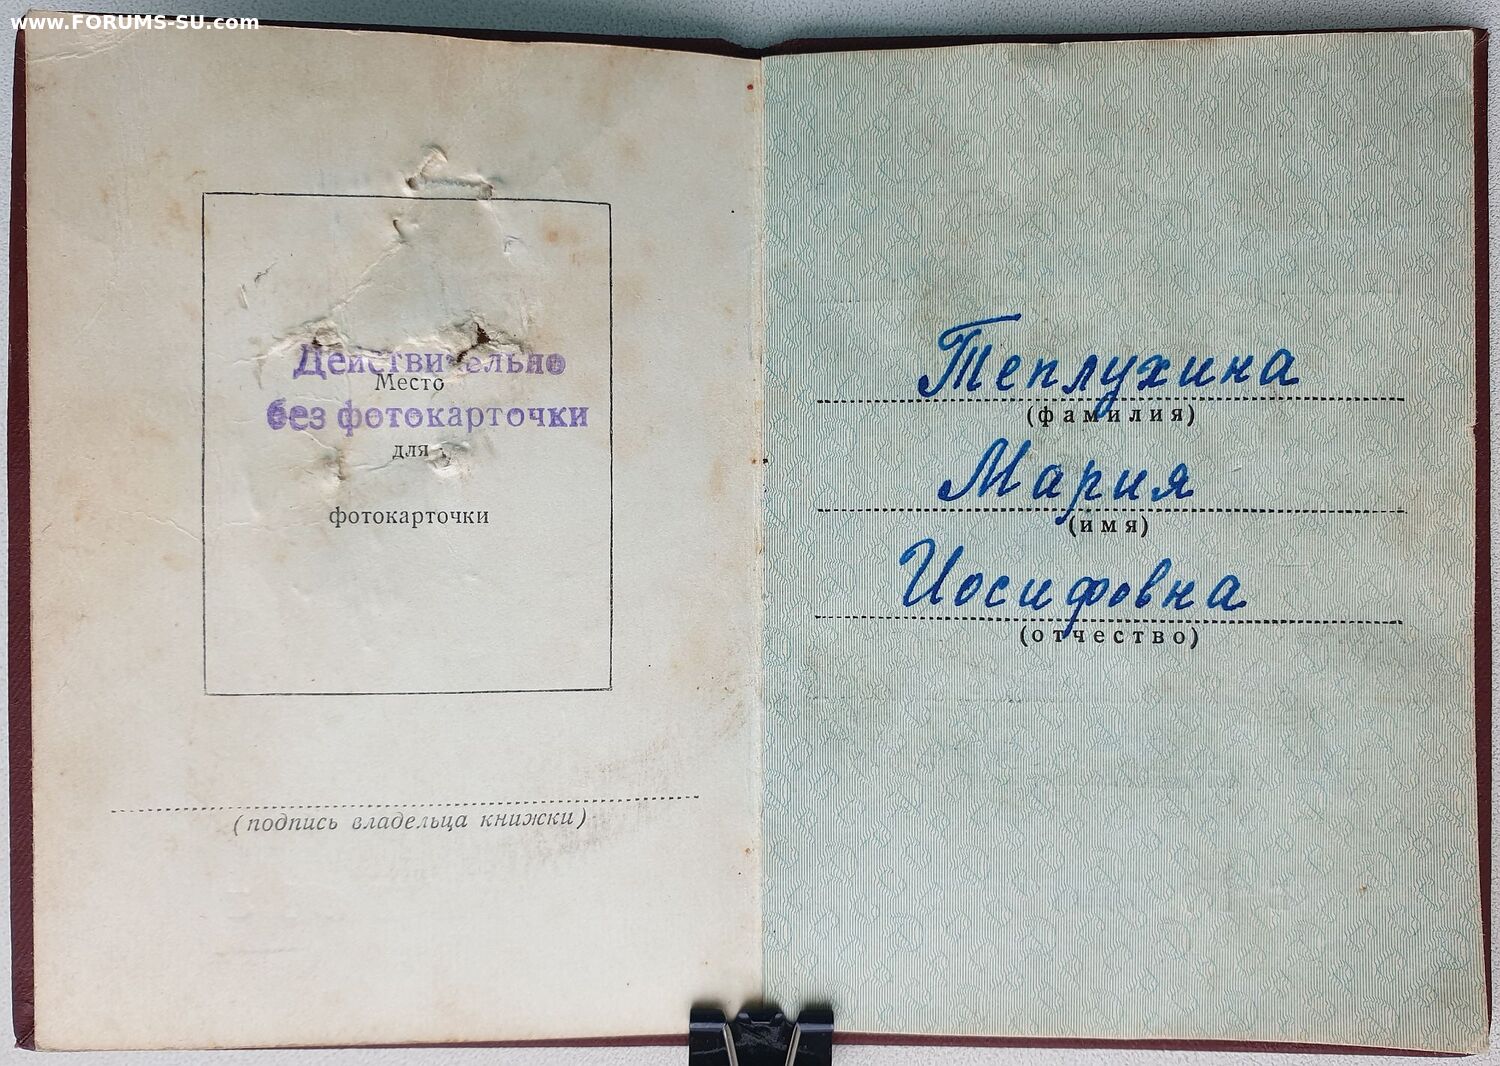 www.FORUMS-SU.com
Действительно
Место
без фотокарточки
для
фотокарточки
(подпись владельца книжки)
Теплухина
(фамилия)
Мария
(имя)
Иосифовна
(отчество)